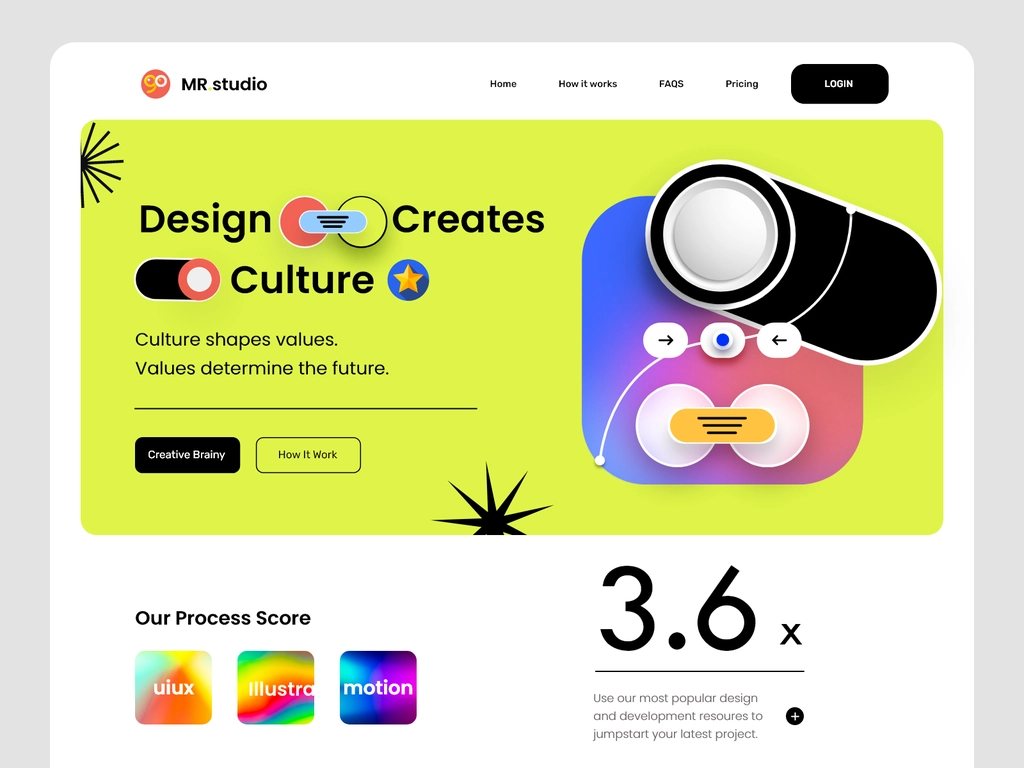 MR.studio
Home
How it works
FAQS
Pricing
LOGIN
Design Creates
Culture
Culture shapes values.
Values determine the future.
Creative Brainy
How It Work
Our Process Score
uiux
Illustra
motion
3.6 x
Use our most popular design
and development resoures to
jumpstart your latest project.